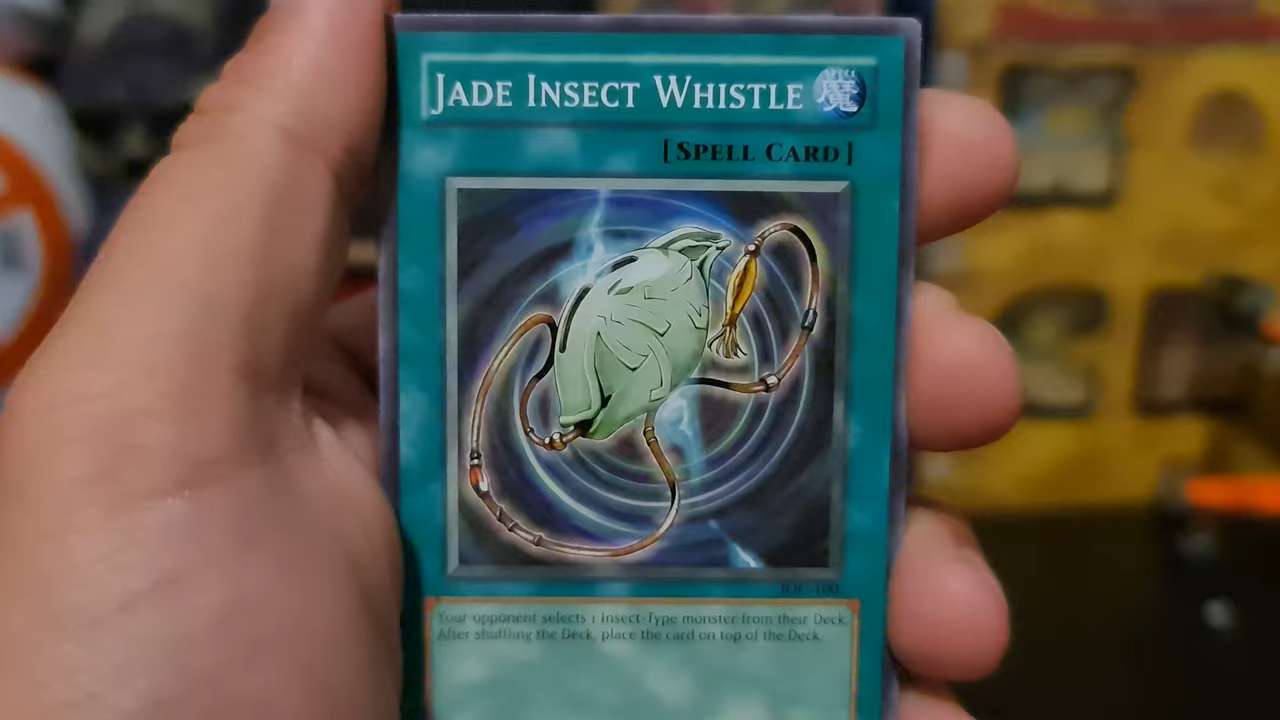 JADE INSECT WHISTLE 魔
[SPELL CARD]
Your opponent selects 1 Insect-Type monster from their Deck.
After shuffling the Deck, place the card on top of the Deck.